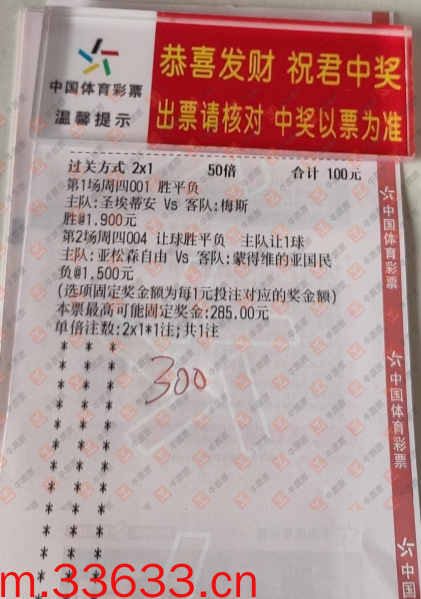 中国体育彩票
温馨提示
恭喜发财 祝君中奖
出票请核对 中奖以票为准
过关方式 2x1 50倍 合计 100元
第1场周四001 胜平负
主队:圣埃蒂安 Vs 客队:梅斯
胜@1.900元
第2场周四004 让球胜平负 主队让1球
主队:亚松森自由 Vs 客队:蒙得维的亚国民
负@1.500元
(选项固定奖金额为每1元投注对应的奖金额)
本票最高可能固定奖金:285.00元
单倍注数:2x1*1注;共1注
300
中国体育彩票
中国体育彩票
中国体育
m.33633.cn